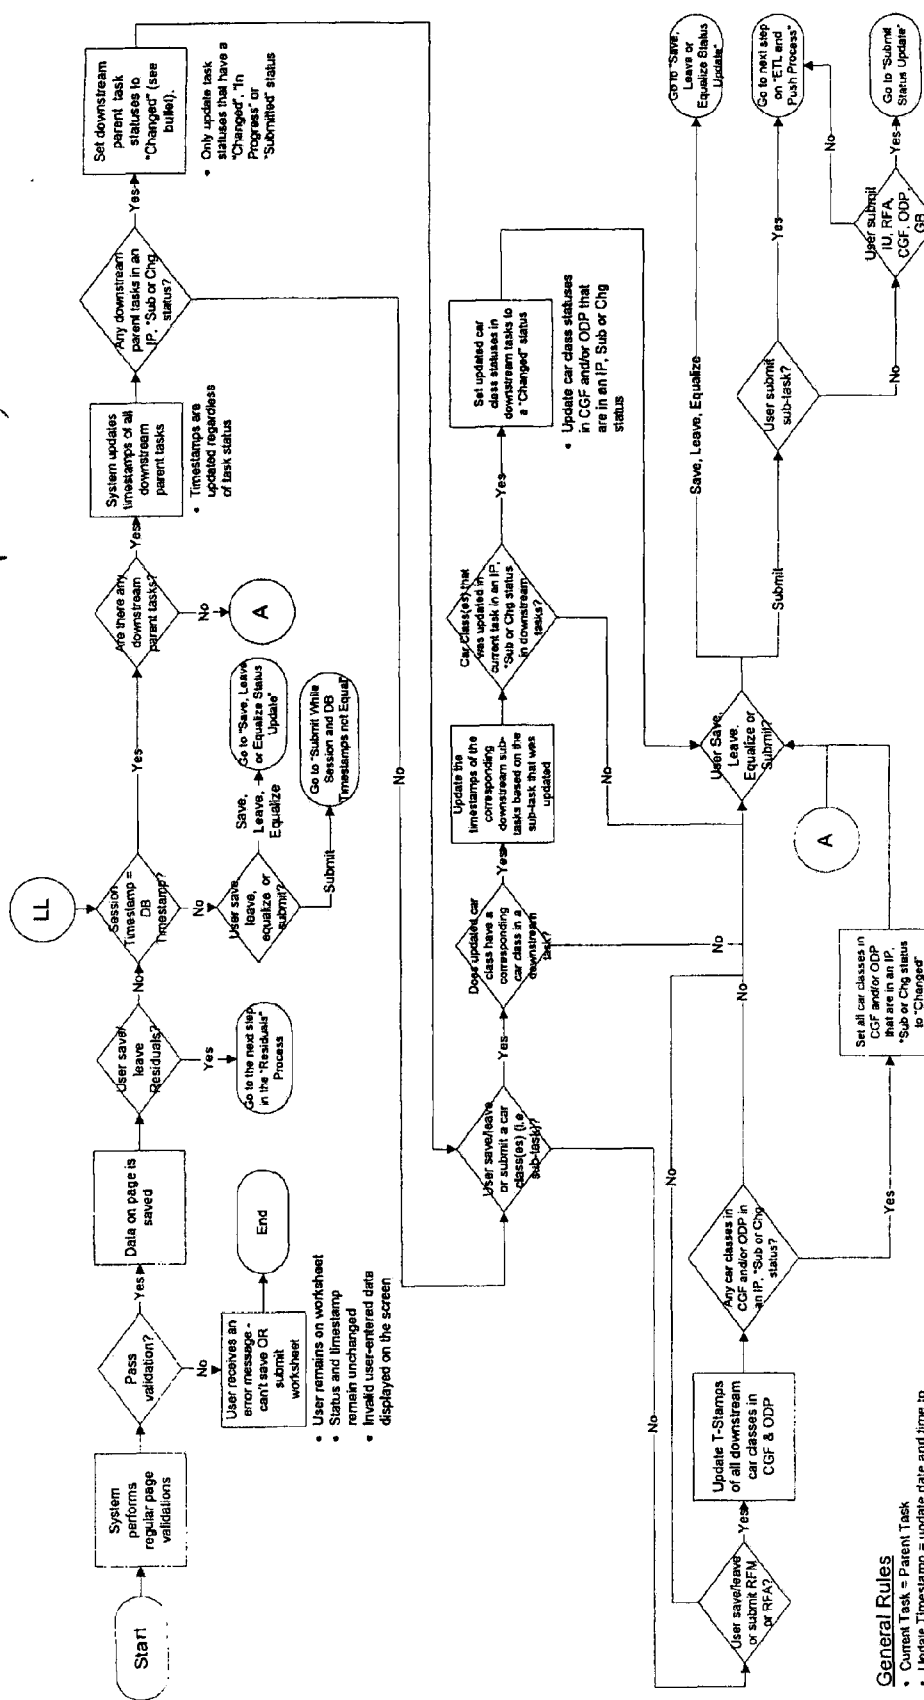 Start
System
performs
regular page
validations
Pass
validation?
Yes
No
User receives an
error message -
can't save OR
submit
worksheet
• User remains on worksheet
• Status and timestamp
remain unchanged
• Invalid user-entered data
displayed on the screen
End
Data on page is
saved
User save/
leave
Residuals?
Yes
Go to the next step
in the "Residuals"
Process
No
LL
Session
Timestamp =
DB
Timestamp?
No
User save,
leave,
equalize or
submit?
Save,
Leave,
Equalize
Go to "Save, Leave
or Equalize Status
Update"
Submit
Go to "Submit While
Session and DB
Timestamps not Equal
Yes
Are there any
downstream
parent tasks?
No
A
Yes
System updates
timestamps of all
downstream
parent tasks
• Timestamps are
updated regardless
of task status
Any downstream
parent tasks in an
IP, *Sub or Chg
status?
Yes
Set downstream
parent task
statuses to
"Changed" (see
bullet).
• Only update task
statuses that have a
"Changed", "In
Progress" or
"Submitted" status
No
User save/leave
or submit a car
class(es) (i.e.
sub-task)?
Yes
Does updated car
class have a
corresponding
car class in a
downstream
task?
Yes
Update the
timestamps of the
corresponding
downstream sub-
tasks based on the
sub-task that was
updated
Car Class(es) that
was updated in
current task in an IP,
*Sub or Chg status
in downstream
tasks?
Yes
Set updated car
class statuses in
downstream tasks to
a "Changed" status
• Update car class statuses
in CGF and/or ODP that
are in an IP, Sub or Chg
status
No
No
No
User save/leave
or submit RFM
or RFA?
Yes
No
Update T-Stamps
of all downstream
car classes in
CGF & ODP
Any car classes in
CGF and/or ODP in
an IP, *Sub or Chg
status?
No
Yes
Set all car classes in
CGF and/or ODP
that are in an IP,
*Sub or Chg status
to "Changed"
A
User Save,
Leave,
Equalize or
Submit?
Save, Leave, Equalize
Go to "Save,
Leave or
Equalize Status
Update"
Submit
User submit
sub-task?
Yes
Go to next step
on "ETL and
Push Process"
No
User submit
IU, RFA,
CGF, ODP,
GB
No
Yes
Go to "Submit
Status Update"
General Rules
• Current Task = Parent Task
• Update Timestamp = update date and time to